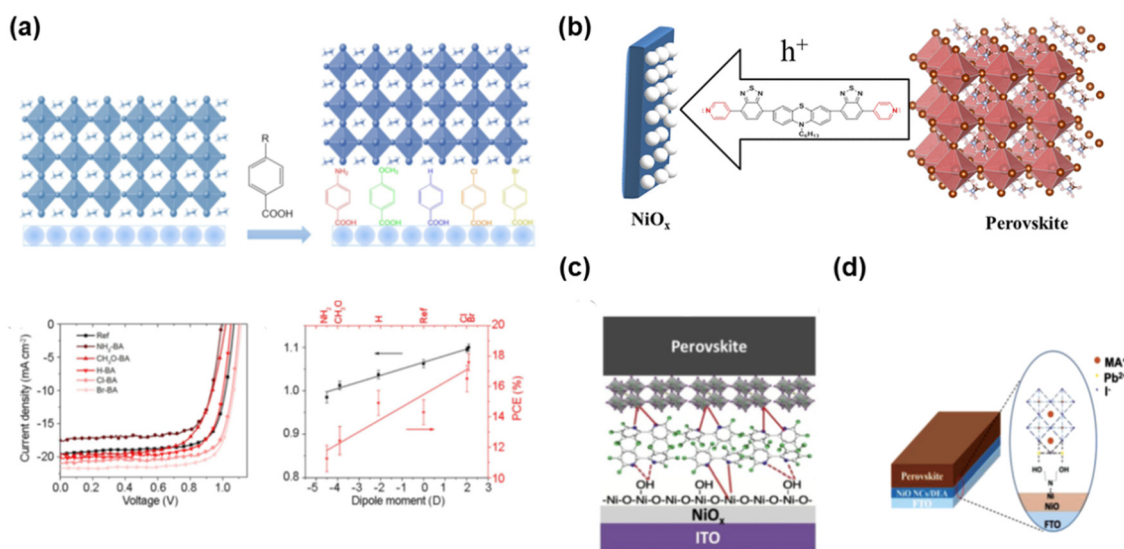 (a)
R
COOH
NH₂
OCH₃
H
Cl
Br
COOH
COOH
COOH
COOH
COOH
(b)
h⁺
N
S
N
N
S
N
N
S
N
N
C₆H₁₃
NiOₓ
Perovskite
Current density (mA cm⁻²)
0
-5
-10
-15
-20
Ref
NH₂-BA
CH₃O-BA
H-BA
Cl-BA
Br-BA
0.0 0.2 0.4 0.6 0.8 1.0
Voltage (V)
NH₂
CH₃O
H
Ref
Cl
Br
1.1
1.0
0.9
0.8
20
18
16
14
12
10
PCE (%)
-5 -4 -3 -2 -1 0 1 2 3
Dipole moment (D)
(c)
Perovskite
OH
OH
OH
-Ni-O-Ni-O-Ni-O-Ni-O-Ni-O-
NiOₓ
ITO
(d)
Perovskite
NiO NCs/DEA
FTO
HO
OH
N
Ni
NiO
FTO
MA⁺
Pb²⁺
I⁻